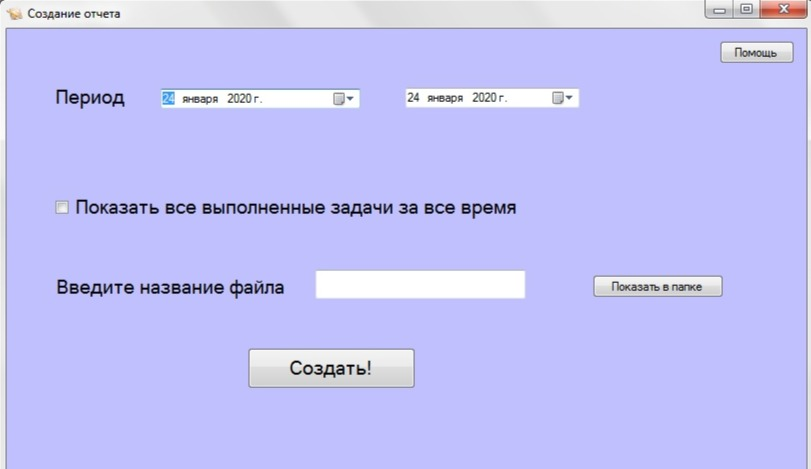 Создание отчета
Помощь
Период 24 января 2020 г. 24 января 2020 г.
Показать все выполненные задачи за все время
Введите название файла Показать в папке
Создать!